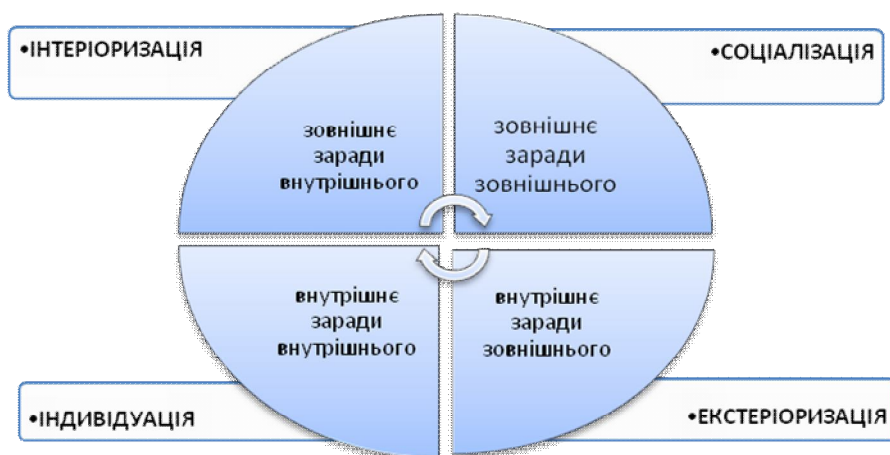 •ІНТЕРІОРИЗАЦІЯ
•СОЦІАЛІЗАЦІЯ
зовнішнє
заради
внутрішнього
зовнішнє
заради
зовнішнього
внутрішнє
заради
внутрішнього
внутрішнє
заради
зовнішнього
•ІНДИВІДУАЦІЯ
•ЕКСТЕРІОРИЗАЦІЯ